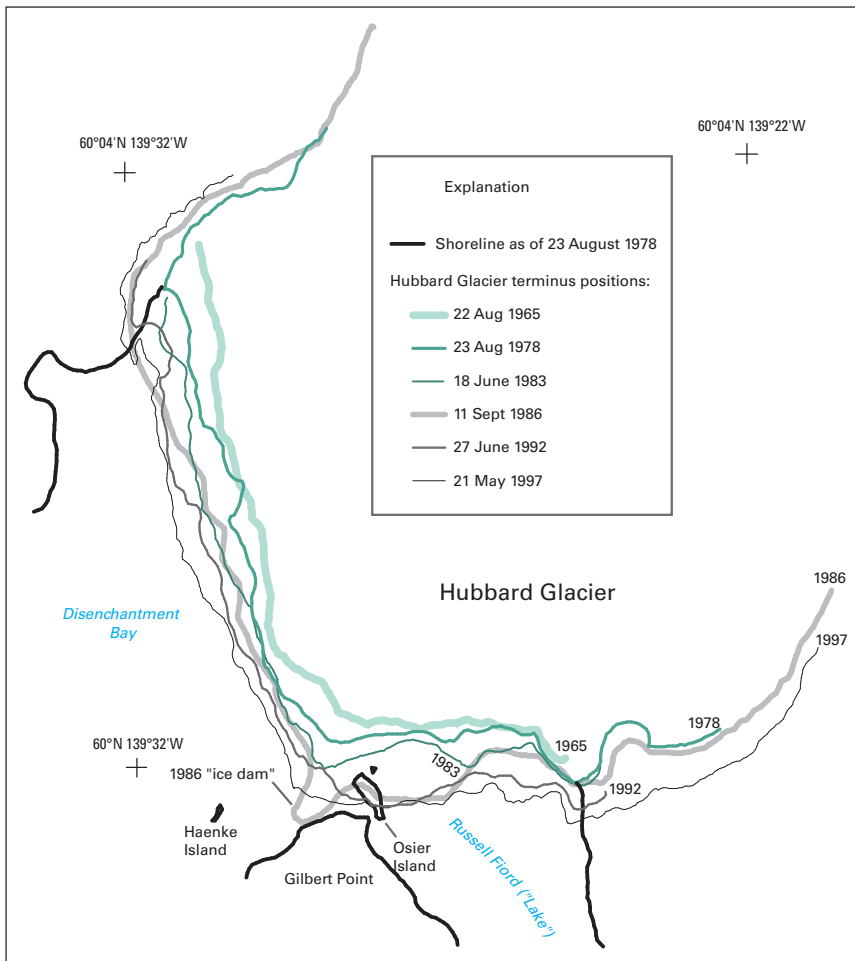 60°04'N 139°32'W
60°04'N 139°22'W
Explanation
Shoreline as of 23 August 1978
Hubbard Glacier terminus positions:
22 Aug 1965
23 Aug 1978
18 June 1983
11 Sept 1986
27 June 1992
21 May 1997
Hubbard Glacier
1986
1997
Disenchantment
Bay
1978
60°N 139°32'W
1965
1983
1986 "ice dam"
1992
Haenke
Island
Osier
Island
Gilbert Point
Russell Fiord ("Lake")